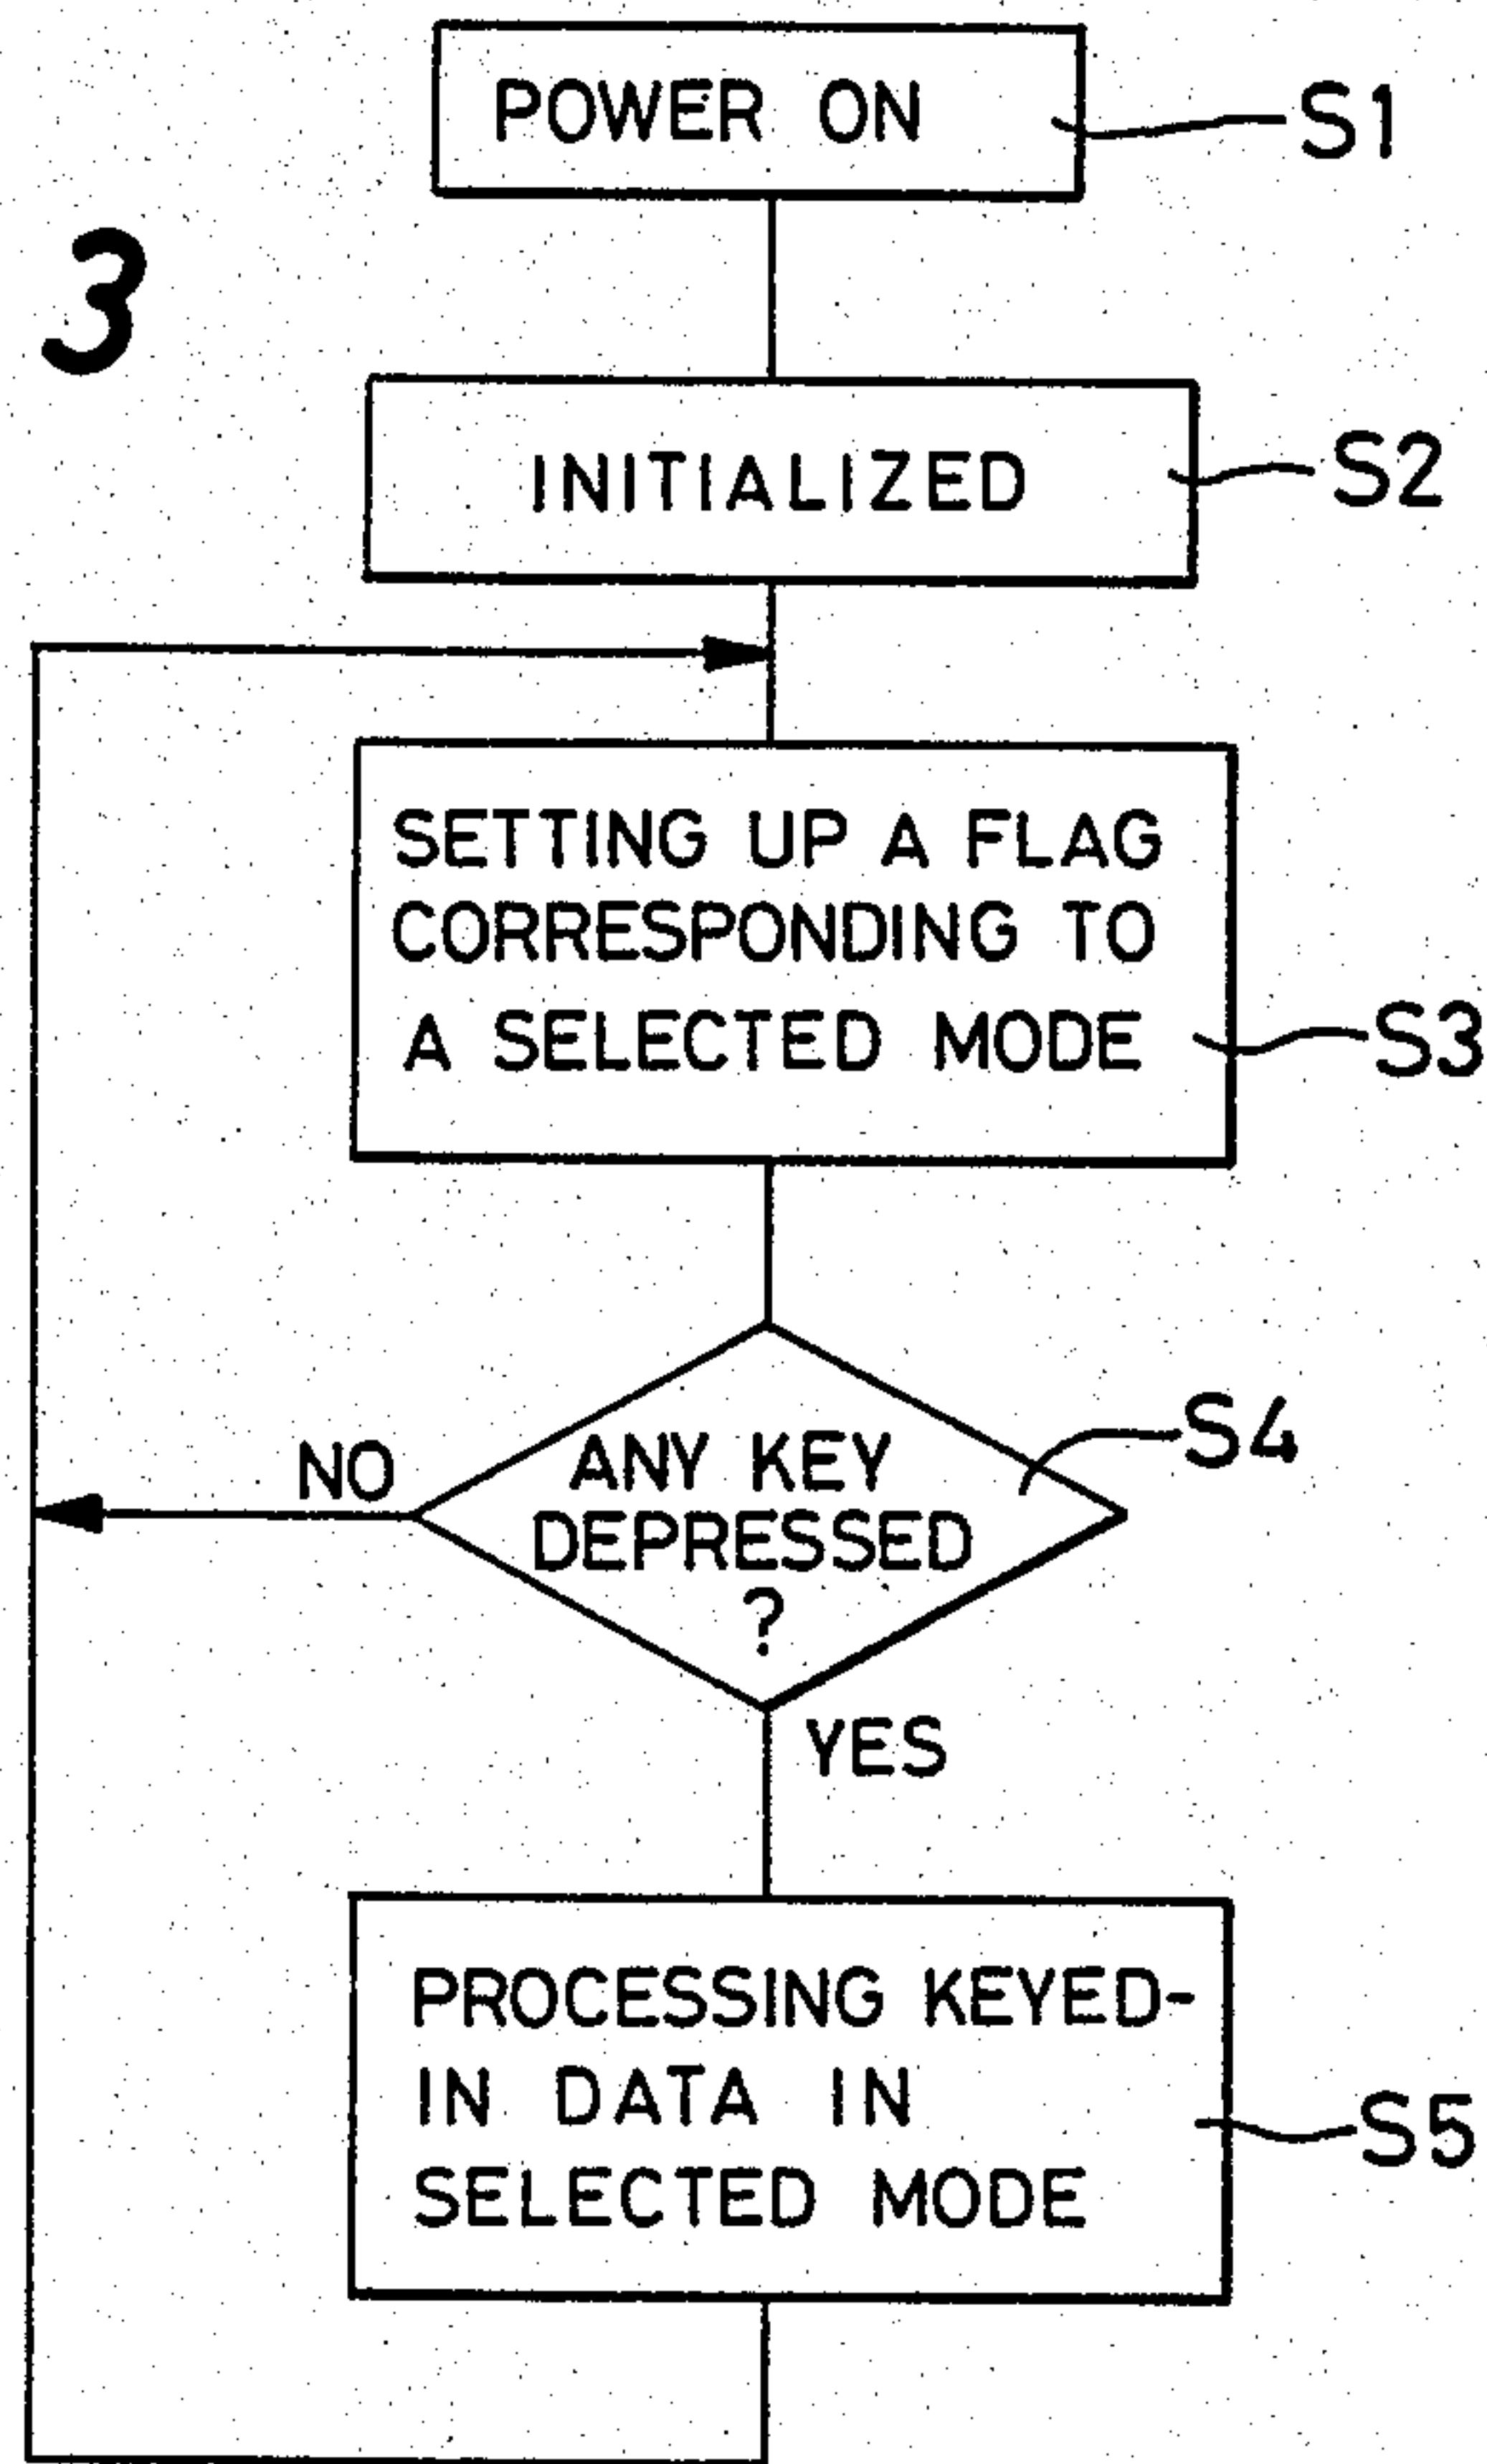 POWER ON
S1
3
INITIALIZED
S2
SETTING UP A FLAG
CORRESPONDING TO
A SELECTED MODE
S3
NO
ANY KEY
DEPRESSED
?
S4
YES
PROCESSING KEYED-
IN DATA IN
SELECTED MODE
S5